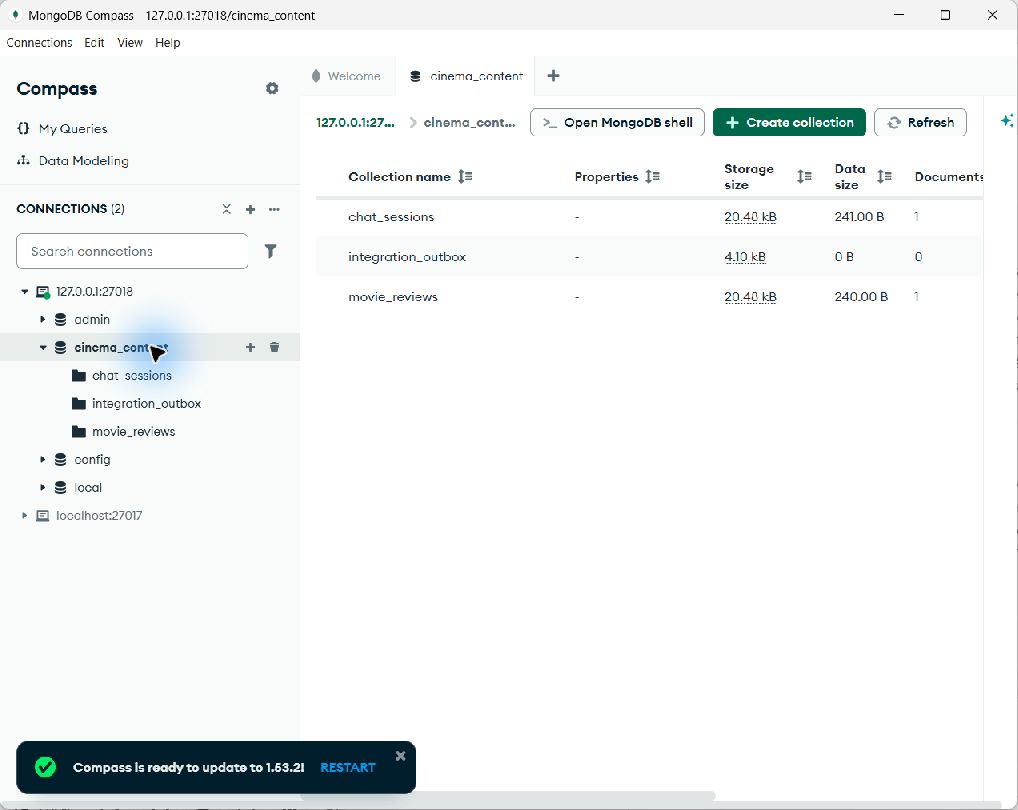 MongoDB Compass - 127.0.0.1:27018/cinema_content
Connections Edit View Help
Compass
My Queries
Data Modeling
CONNECTIONS (2)
Search connections
127.0.0.1:27018
admin
cinema_content
chat_sessions
integration_outbox
movie_reviews
config
local
localhost:27017
Welcome
cinema_content
127.0.0.1:27... cinema_cont...
>_ Open MongoDB shell
Create collection
Refresh
Collection name Properties Storage size Data size Documents
chat_sessions - 20.48 kB 241.00 B 1
integration_outbox - 4.10 kB 0 B 0
movie_reviews - 20.48 kB 240.00 B 1
Compass is ready to update to 1.53.2! RESTART